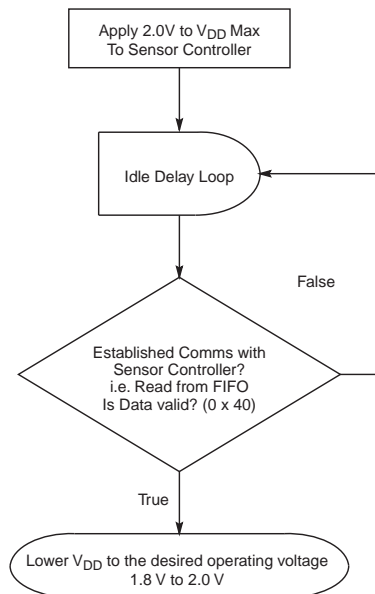 Apply 2.0V to VDD Max
To Sensor Controller
Idle Delay Loop
False
Established Comms with
Sensor Controller?
i.e. Read from FIFO
Is Data valid? (0 x 40)
True
Lower VDD to the desired operating voltage
1.8 V to 2.0 V